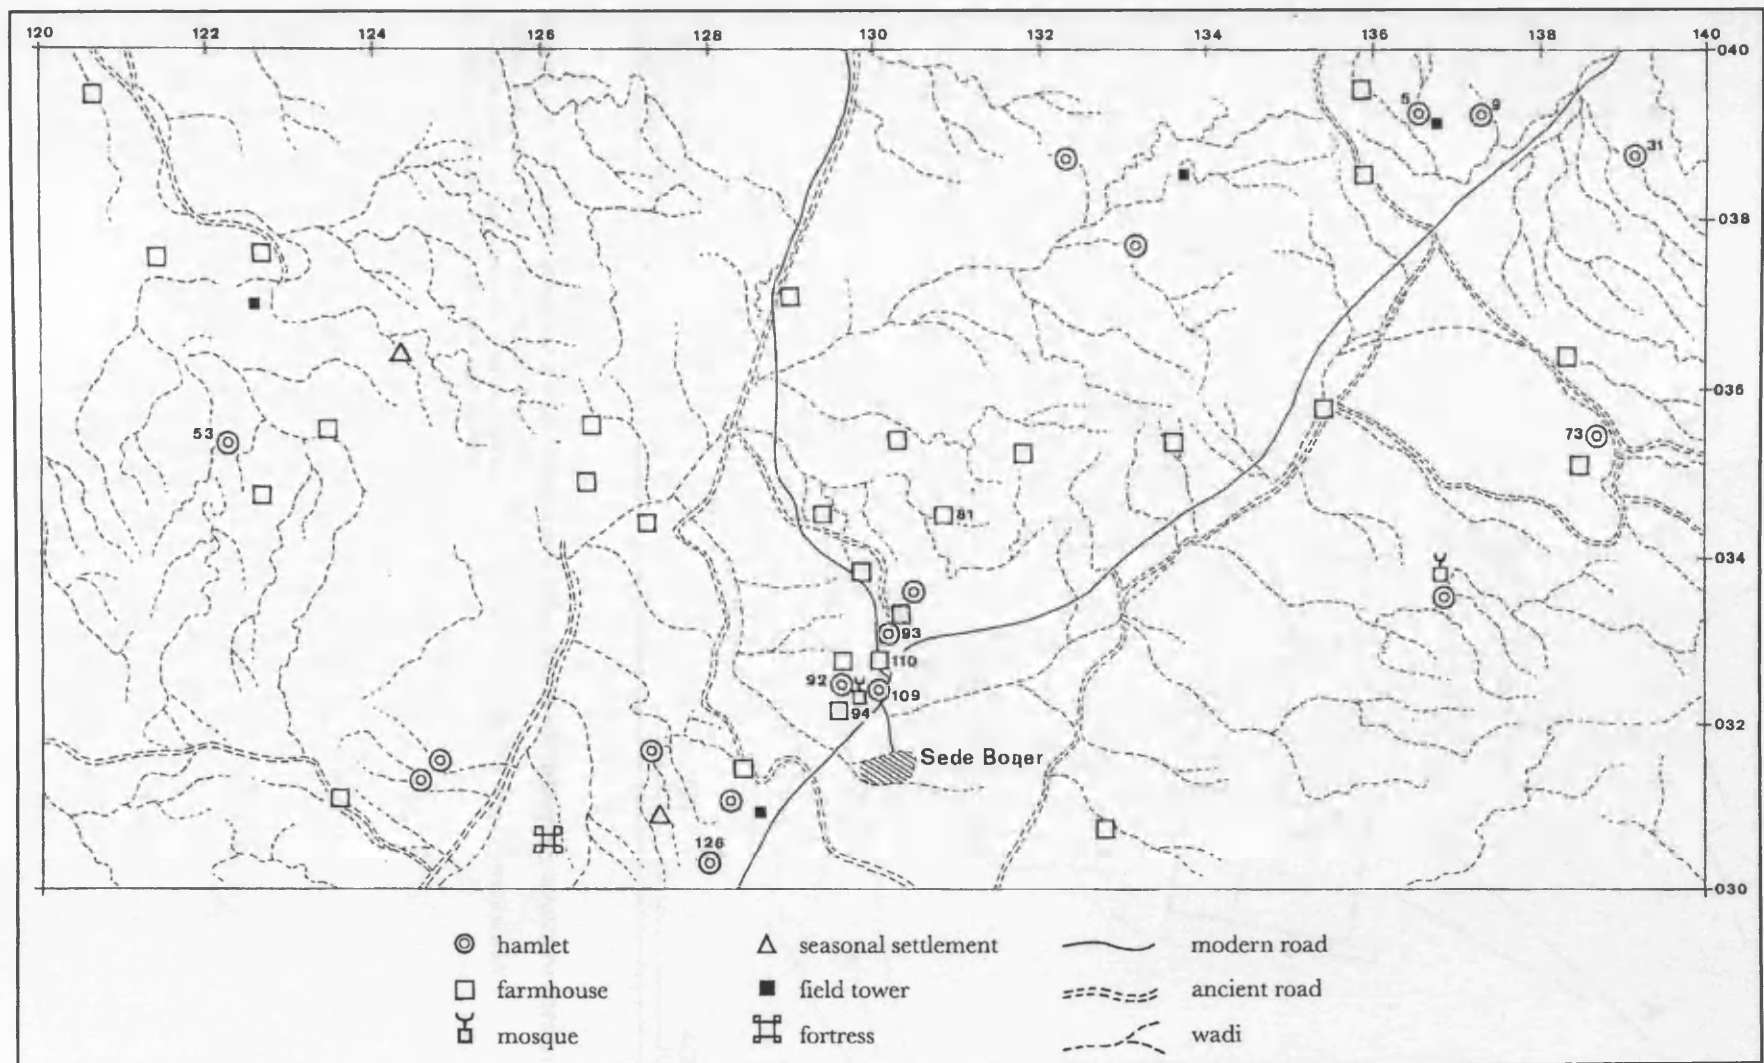 120 122 124 126 128 130 132 134 136 138 140
040
5 9
31
038
036
53
73
81
034
93
110
92
109
94
032
Sede Boqer
126
030
hamlet
seasonal settlement
modern road
farmhouse
field tower
ancient road
mosque
fortress
wadi